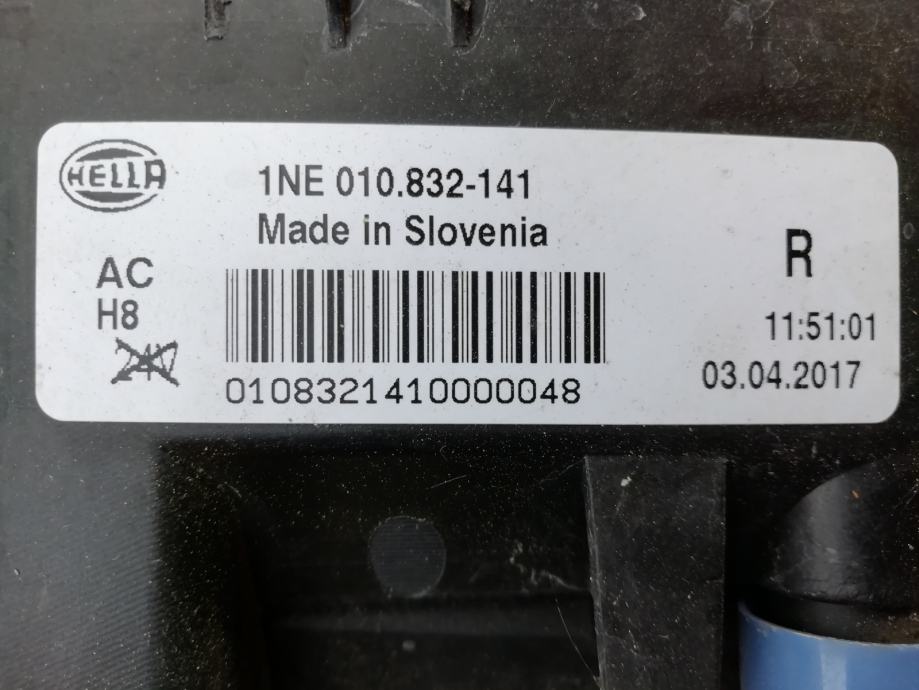 HELLA
1NE 010.832-141
Made in Slovenia
AC
H8
R
11:51:01
03.04.2017
0108321410000048